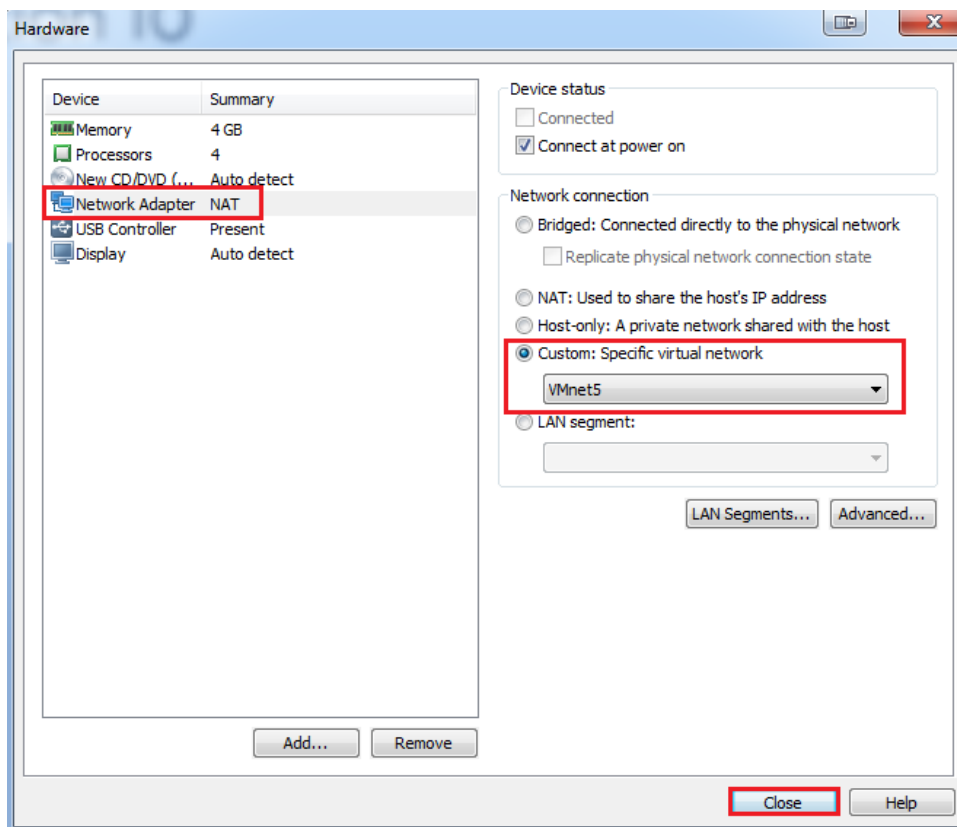 Hardware
Device Summary
Memory 4 GB
Processors 4
New CD/DVD (... Auto detect
Network Adapter NAT
USB Controller Present
Display Auto detect
Add... Remove
Device status
Connected
Connect at power on
Network connection
Bridged: Connected directly to the physical network
Replicate physical network connection state
NAT: Used to share the host's IP address
Host-only: A private network shared with the host
Custom: Specific virtual network
VMnet5
LAN segment:
LAN Segments... Advanced...
Close Help